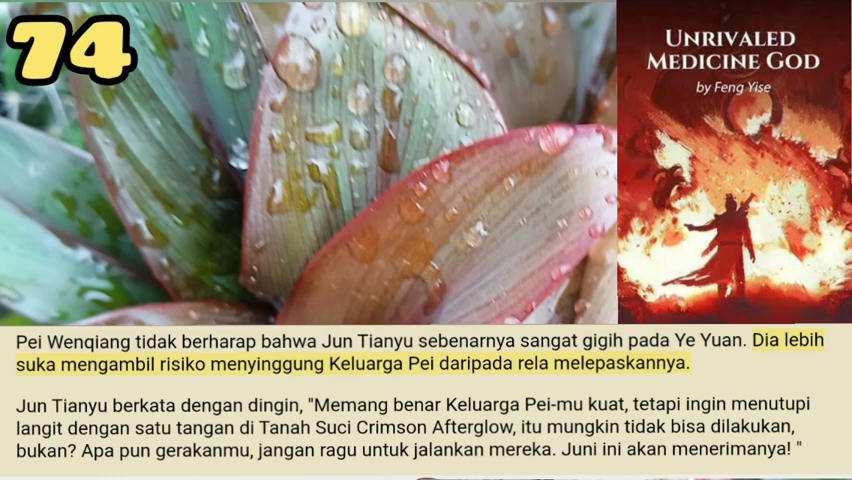 74
UNRIVALED
MEDICINE GOD
by Feng Yise
Pei Wenqiang tidak berharap bahwa Jun Tianyu sebenarnya sangat gigih pada Ye Yuan. Dia lebih
suka mengambil risiko menyinggung Keluarga Pei daripada rela melepaskannya.
Jun Tianyu berkata dengan dingin, "Memang benar Keluarga Pei-mu kuat, tetapi ingin menutupi
langit dengan satu tangan di Tanah Suci Crimson Afterglow, itu mungkin tidak bisa dilakukan,
bukan? Apa pun gerakanmu, jangan ragu untuk jalankan mereka. Juni ini akan menerimanya! "